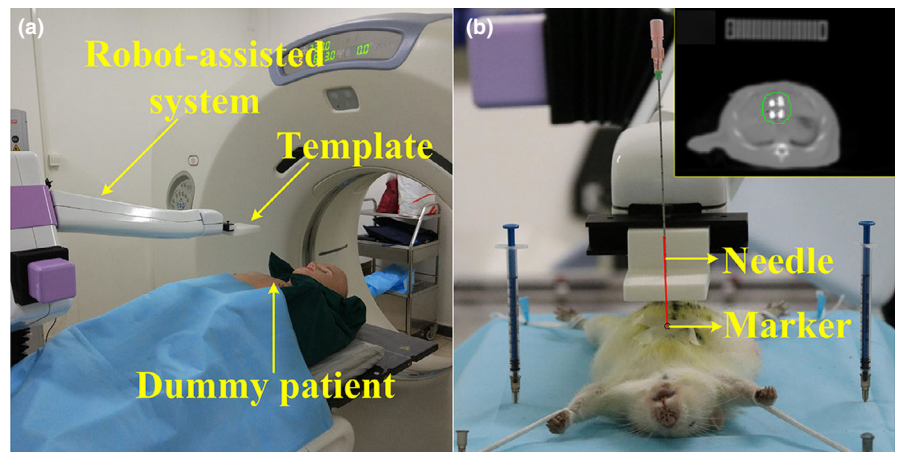 (a)
Robot-assisted
system
Template
Dummy patient
(b)
Needle
Marker